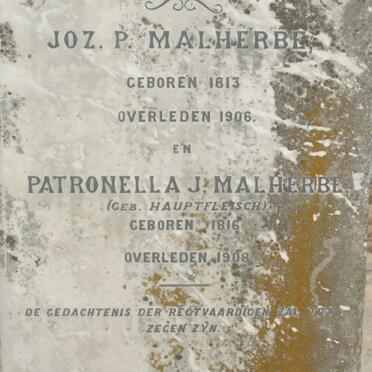 JOZ. P. MALHERBE,
GEBOREN 1813
OVERLEDEN 1906.
EN
PATRONELLA J. MALHERBE,
(GEB. HAUPTFLEISCH)
GEBOREN 1816
OVERLEDEN 1908
DE GEDACHTENIS DER REGTVAARDIGEN ZAL TOT
ZEGEN ZYN.